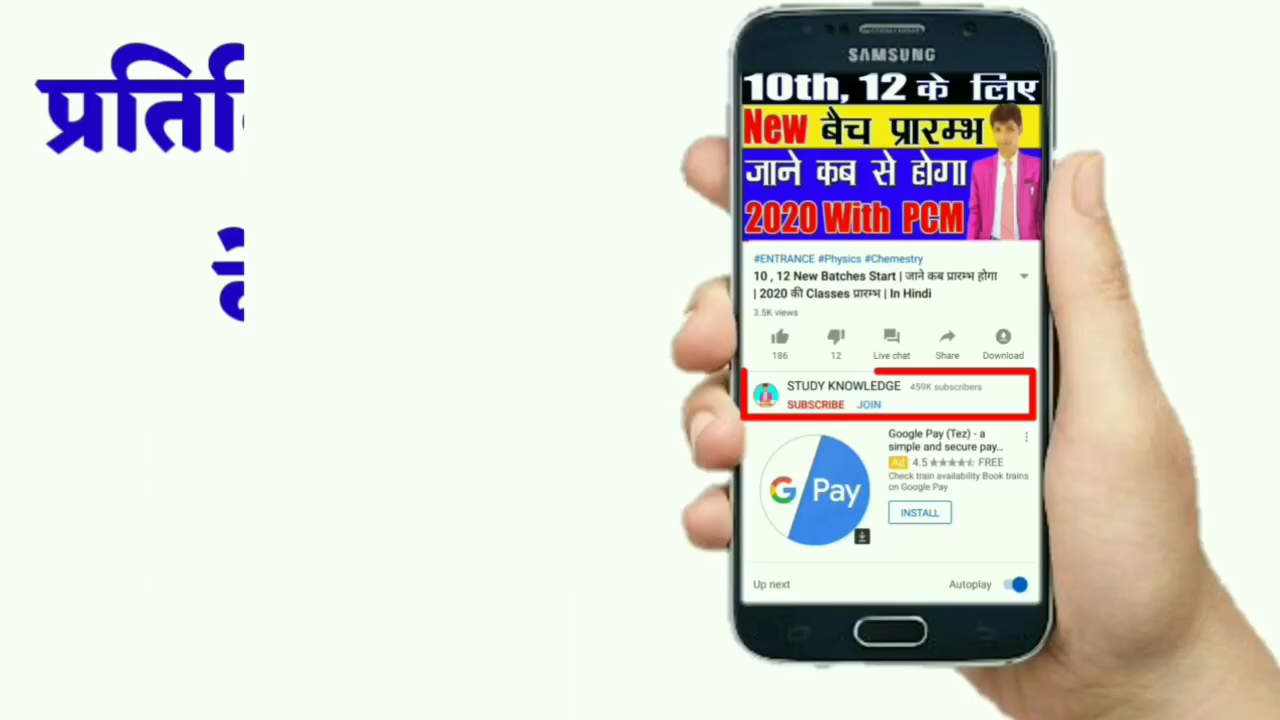 SAMSUNG
10th, 12 के लिए
New बैच प्रारम्भ
जाने कब से होगा
2020 With PCM
#ENTRANCE #Physics #Chemestry
10 , 12 New Batches Start | जाने कब प्रारम्भ होगा
| 2020 की Classes प्रारम्भ | In Hindi
3.5K views
186 12 Live chat Share Download
STUDY KNOWLEDGE 459K subscribers
SUBSCRIBE JOIN
Google Pay (Tez) - a
simple and secure pay...
Ad 4.5 FREE
Check train availability Book trains
on Google Pay
G Pay
INSTALL
Up next Autoplay